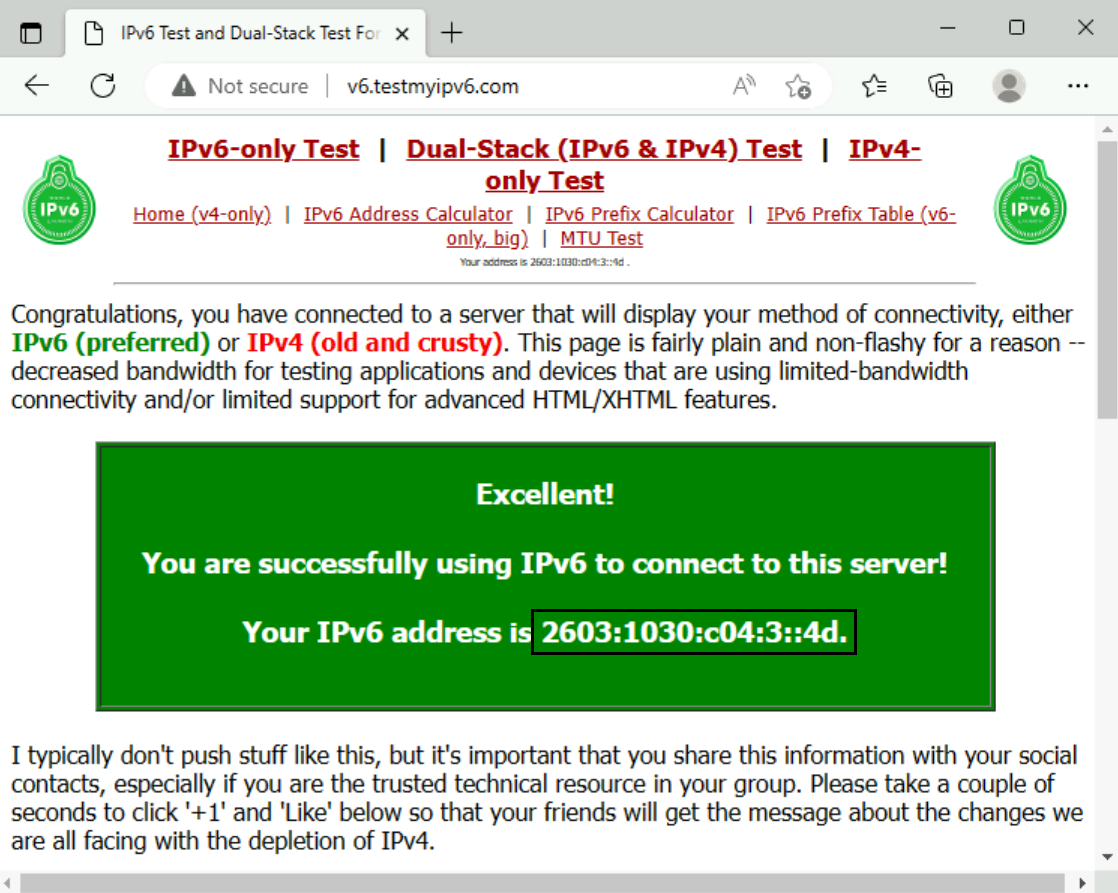 IPv6 Test and Dual-Stack Test For
Not secure | v6.testmyipv6.com
IPv6-only Test | Dual-Stack (IPv6 & IPv4) Test | IPv4-
only Test
IPv6
IPv6
Home (v4-only) | IPv6 Address Calculator | IPv6 Prefix Calculator | IPv6 Prefix Table (v6-
only, big) | MTU Test
Your address is 2603:1030:c04:3::4d .
Congratulations, you have connected to a server that will display your method of connectivity, either
IPv6 (preferred) or IPv4 (old and crusty). This page is fairly plain and non-flashy for a reason --
decreased bandwidth for testing applications and devices that are using limited-bandwidth
connectivity and/or limited support for advanced HTML/XHTML features.
Excellent!
You are successfully using IPv6 to connect to this server!
Your IPv6 address is 2603:1030:c04:3::4d.
I typically don't push stuff like this, but it's important that you share this information with your social
contacts, especially if you are the trusted technical resource in your group. Please take a couple of
seconds to click '+1' and 'Like' below so that your friends will get the message about the changes we
are all facing with the depletion of IPv4.